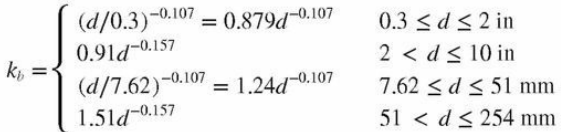 (d/0.3)^−0.107 = 0.879d^−0.107 0.3 ≤ d ≤ 2 in
0.91d^−0.157 2 < d ≤ 10 in
k_b =
(d/7.62)^−0.107 = 1.24d^−0.107 7.62 ≤ d ≤ 51 mm
1.51d^−0.157 51 < d ≤ 254 mm